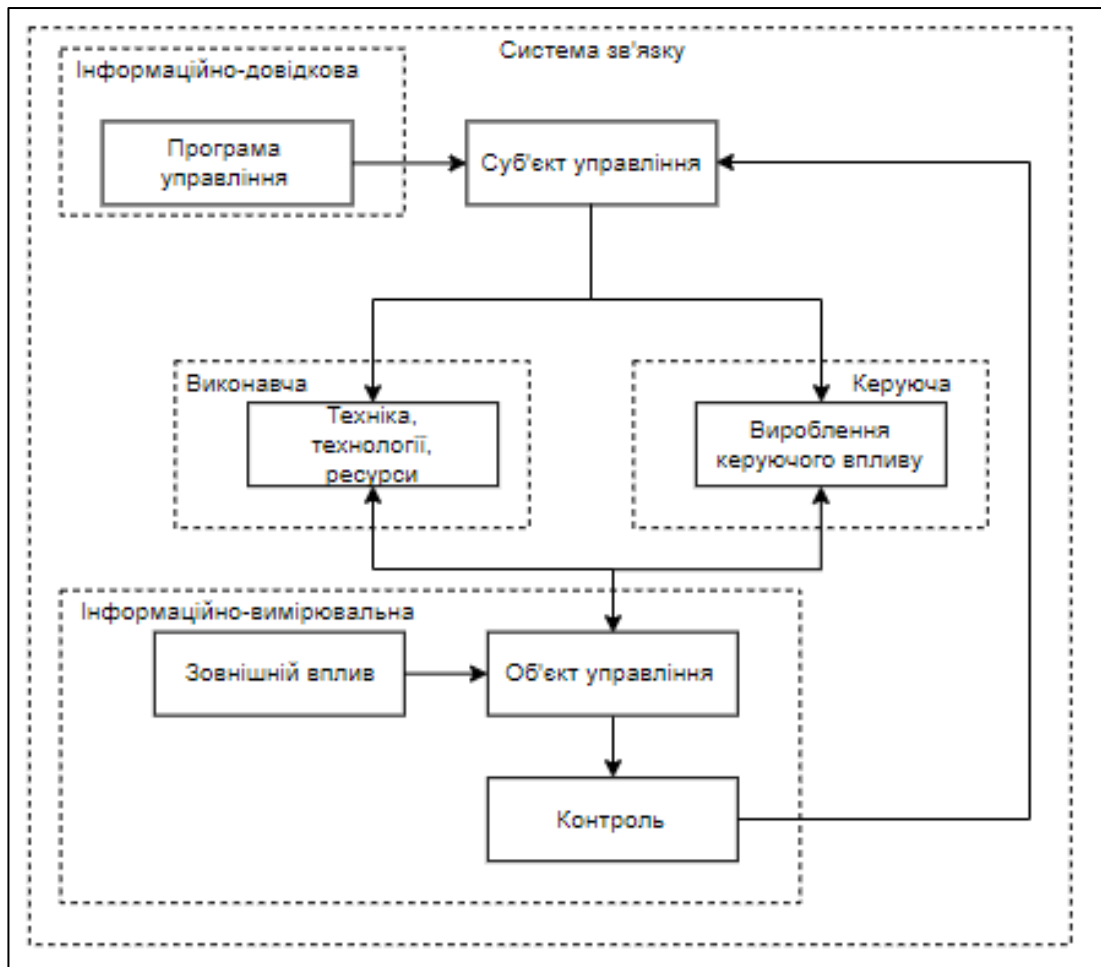 Система зв'язку
Інформаційно-довідкова
Програма
управління
Суб'єкт управління
Виконавча
Техніка,
технології,
ресурси
Керуюча
Вироблення
керуючого впливу
Інформаційно-вимірювальна
Зовнішній вплив
Об'єкт управління
Контроль